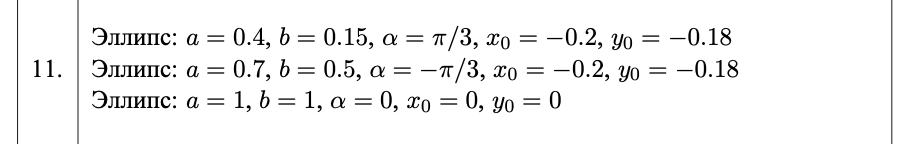 Эллипс: a = 0.4, b = 0.15, α = π/3, x₀ = −0.2, y₀ = −0.18
11. Эллипс: a = 0.7, b = 0.5, α = −π/3, x₀ = −0.2, y₀ = −0.18
Эллипс: a = 1, b = 1, α = 0, x₀ = 0, y₀ = 0